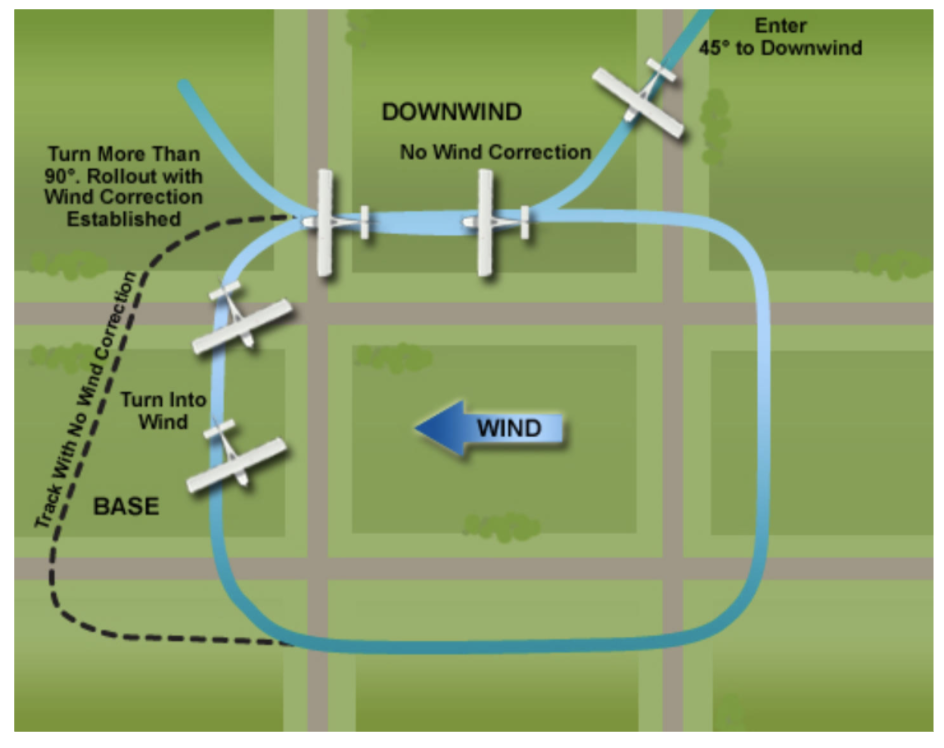 Enter
45° to Downwind
DOWNWIND
No Wind Correction
Turn More Than
90°. Rollout with
Wind Correction
Established
Track With No Wind Correction
Turn Into
Wind
WIND
BASE